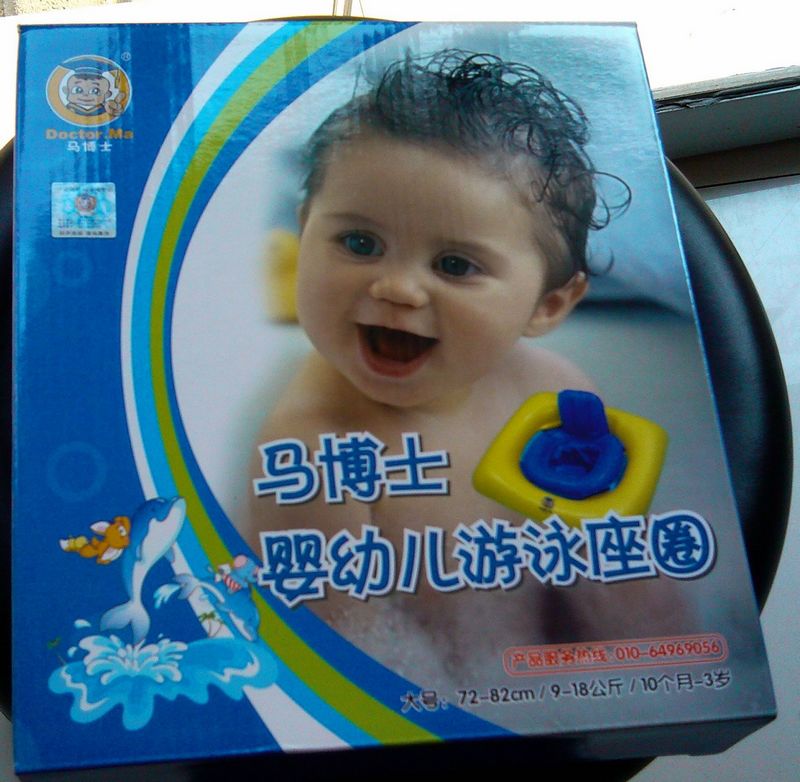 ®
Doctor.Ma
马博士
马博士
婴幼儿游泳座圈
产品服务热线:010-64969056
大号: 72-82cm / 9-18公斤 / 10个月-3岁